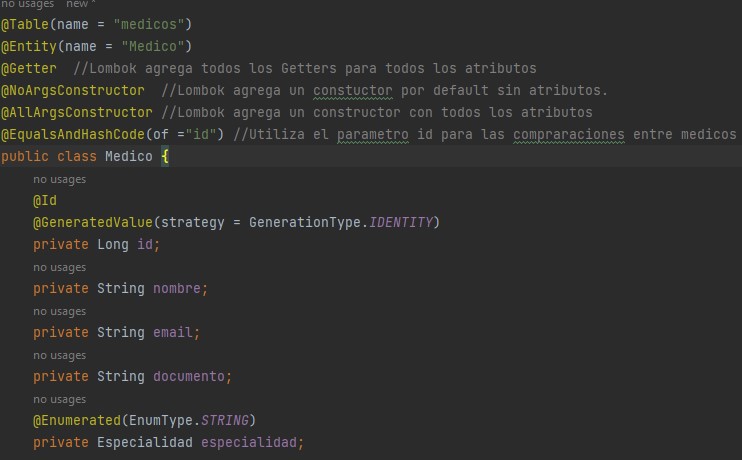 no usages   new *
@Table(name = "medicos")
@Entity(name = "Medico")
@Getter  //Lombok agrega todos los Getters para todos los atributos
@NoArgsConstructor  //Lombok agrega un constuctor por default sin atributos.
@AllArgsConstructor //Lombok agrega un constructor con todos los atributos
@EqualsAndHashCode(of ="id") //Utiliza el parametro id para las compraraciones entre medicos
public class Medico {
no usages
@Id
@GeneratedValue(strategy = GenerationType.IDENTITY)
private Long id;
no usages
private String nombre;
no usages
private String email;
no usages
private String documento;
no usages
@Enumerated(EnumType.STRING)
private Especialidad especialidad;